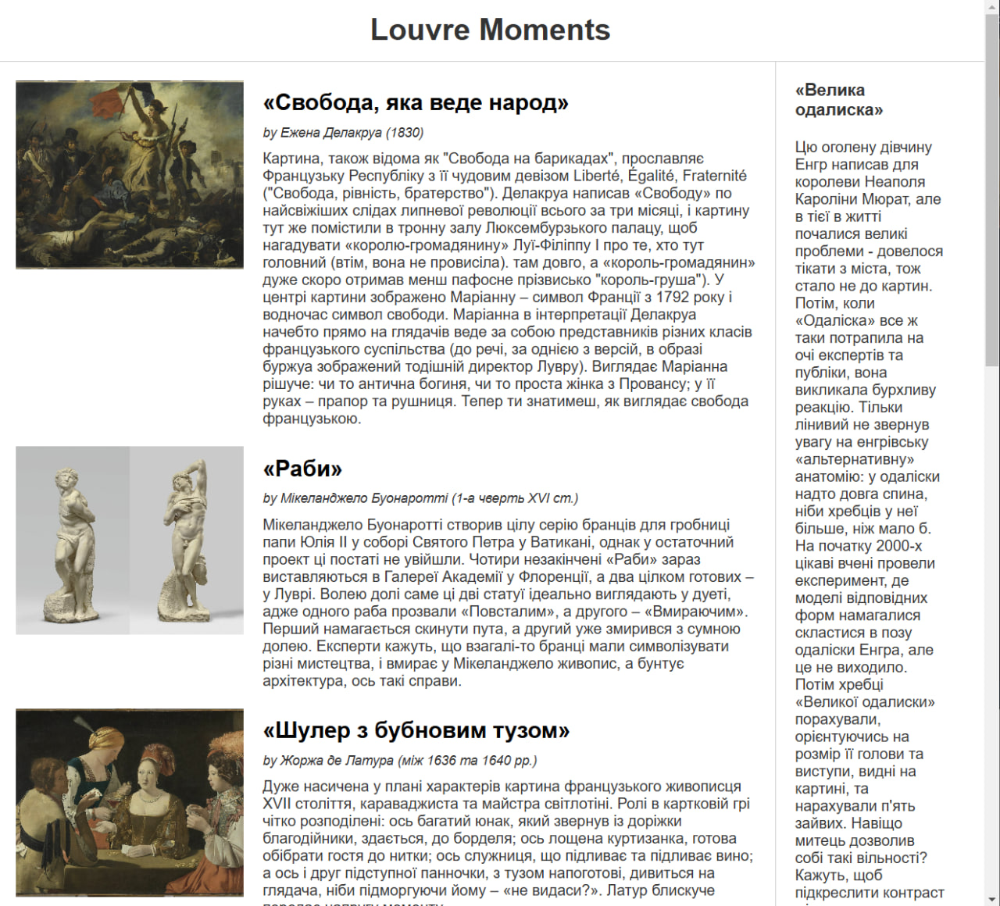 Louvre Moments
«Свобода, яка веде народ»
by Ежена Делакруа (1830)
Картина, також відома як "Свобода на барикадах", прославляє
Французьку Республіку з її чудовим девізом Liberté, Égalité, Fraternité
("Свобода, рівність, братерство"). Делакруа написав «Свободу» по
найсвіжіших слідах липневої революції всього за три місяці, і картину
тут же помістили в тронну залу Люксембурзького палацу, щоб
нагадувати «королю-громадянину» Луї-Філіппу I про те, хто тут
головний (втім, вона не провисіла). там довго, а «король-громадянин»
дуже скоро отримав менш пафосне прізвисько "король-груша"). У
центрі картини зображено Маріанну – символ Франції з 1792 року і
водночас символ свободи. Маріанна в інтерпретації Делакруа
начебто прямо на глядачів веде за собою представників різних класів
французького суспільства (до речі, за однією з версій, в образі
буржуа зображений тодішній директор Лувру). Виглядає Маріанна
рішуче: чи то антична богиня, чи то проста жінка з Провансу; у її
руках – прапор та рушниця. Тепер ти знатимеш, як виглядає свобода
французькою.
«Раби»
by Мікеланджело Буонаротті (1-а чверть XVI ст.)
Мікеланджело Буонаротті створив цілу серію бранців для гробниці
папи Юлія II у соборі Святого Петра у Ватикані, однак у остаточний
проект ці постаті не увійшли. Чотири незакінчені «Раби» зараз
виставляються в Галереї Академії у Флоренції, а два цілком готових –
у Луврі. Волею долі саме ці дві статуї ідеально виглядають у дуеті,
адже одного раба прозвали «Повсталим», а другого – «Вмираючим».
Перший намагається скинути пута, а другий уже змирився з сумною
долею. Експерти кажуть, що взагалі-то бранці мали символізувати
різні мистецтва, і вмирає у Мікеланджело живопис, а бунтує
архітектура, ось такі справи.
«Шулер з бубновим тузом»
by Жоржа де Латура (між 1636 та 1640 рр.)
Дуже насичена у плані характерів картина французького живописця
XVII століття, караваджиста та майстра світлотіні. Ролі в картковій грі
чітко розподілені: ось багатий юнак, який звернув із доріжки
благодійники, здається, до борделя; ось лощена куртизанка, готова
обібрати гостя до нитки; ось служниця, що підливає та підливає вино;
а ось і друг підступної панночки, з тузом напоготові, дивиться на
глядача, ніби підморгуючи йому – «не видаси?». Латур блискуче
«Велика
одалиска»
Цю оголену дівчину
Енгр написав для
королеви Неаполя
Кароліни Мюрат, але
в тієї в житті
почалися великі
проблеми - довелося
тікати з міста, тож
стало не до картин.
Потім, коли
«Одаліска» все ж
таки потрапила на
очі експертів та
публіки, вона
викликала бурхливу
реакцію. Тільки
лінивий не звернув
увагу на енгрівську
«альтернативну»
анатомію: у одаліски
надто довга спина,
ніби хребців у неї
більше, ніж мало б.
На початку 2000-х
цікаві вчені провели
експеримент, де
моделі відповідних
форм намагалися
скластися в позу
одаліски Енгра, але
це не виходило.
Потім хребці
«Великої одалиски»
порахували,
орієнтуючись на
розмір її голови та
виступи, видні на
картині, та
нарахували п'ять
зайвих. Навіщо
митець дозволив
собі такі вільності?
Кажуть, щоб
підкреслити контраст